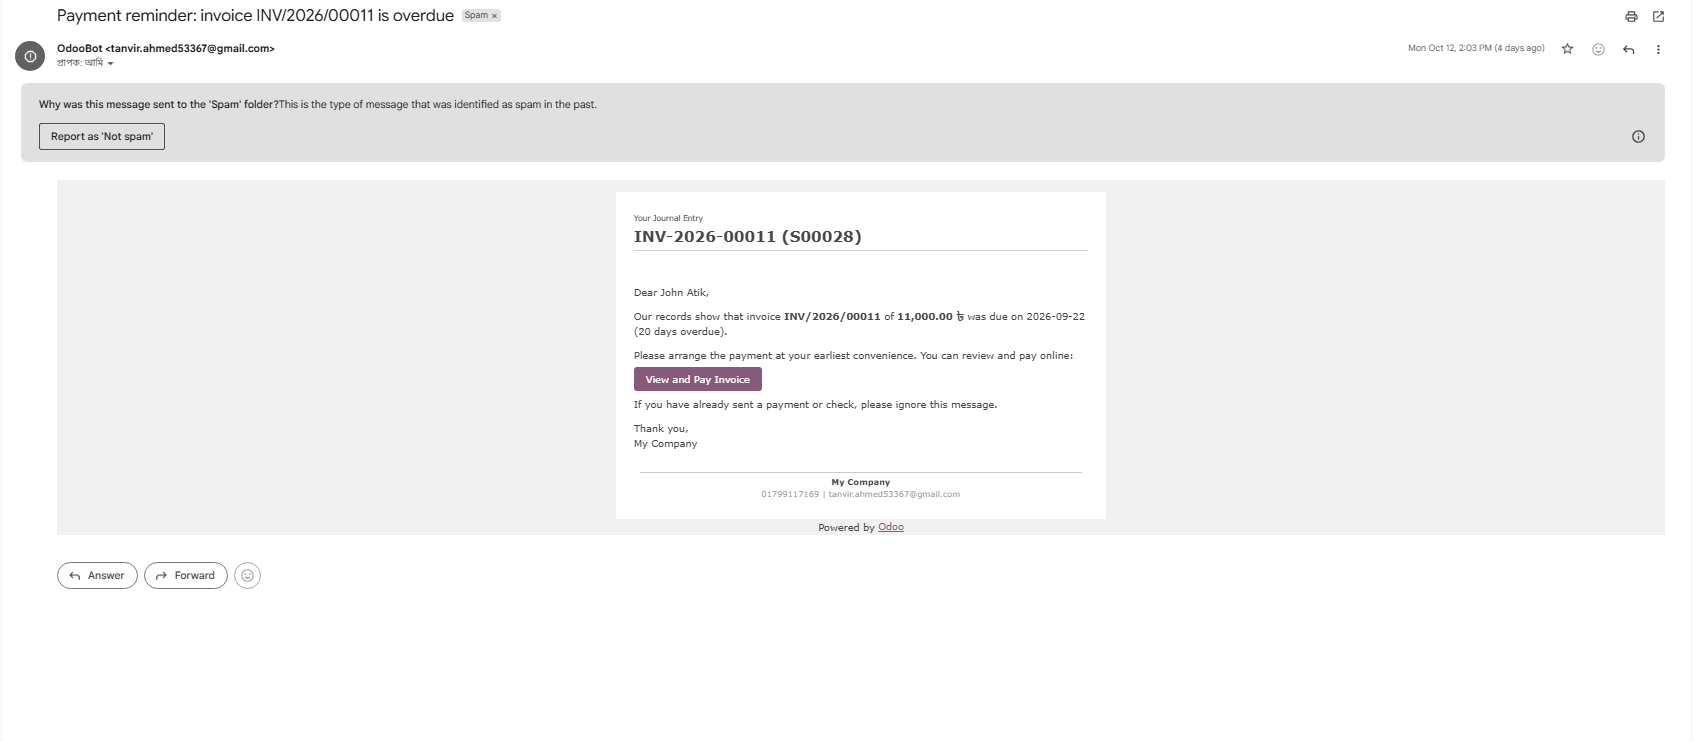 Payment reminder: invoice INV/2026/00011 is overdue Spam ×
OdooBot <tanvir.ahmed53367@gmail.com>
Mon Oct 12, 2:03 PM (4 days ago)
প্রাপক: আমি
Why was this message sent to the 'Spam' folder?This is the type of message that was identified as spam in the past.
Report as 'Not spam'
Your Journal Entry
INV-2026-00011 (S00028)
Dear John Atik,
Our records show that invoice INV/2026/00011 of 11,000.00 ৳ was due on 2026-09-22
(20 days overdue).
Please arrange the payment at your earliest convenience. You can review and pay online:
View and Pay Invoice
If you have already sent a payment or check, please ignore this message.
Thank you,
My Company
My Company
01799117169 | tanvir.ahmed53367@gmail.com
Powered by Odoo
Answer Forward